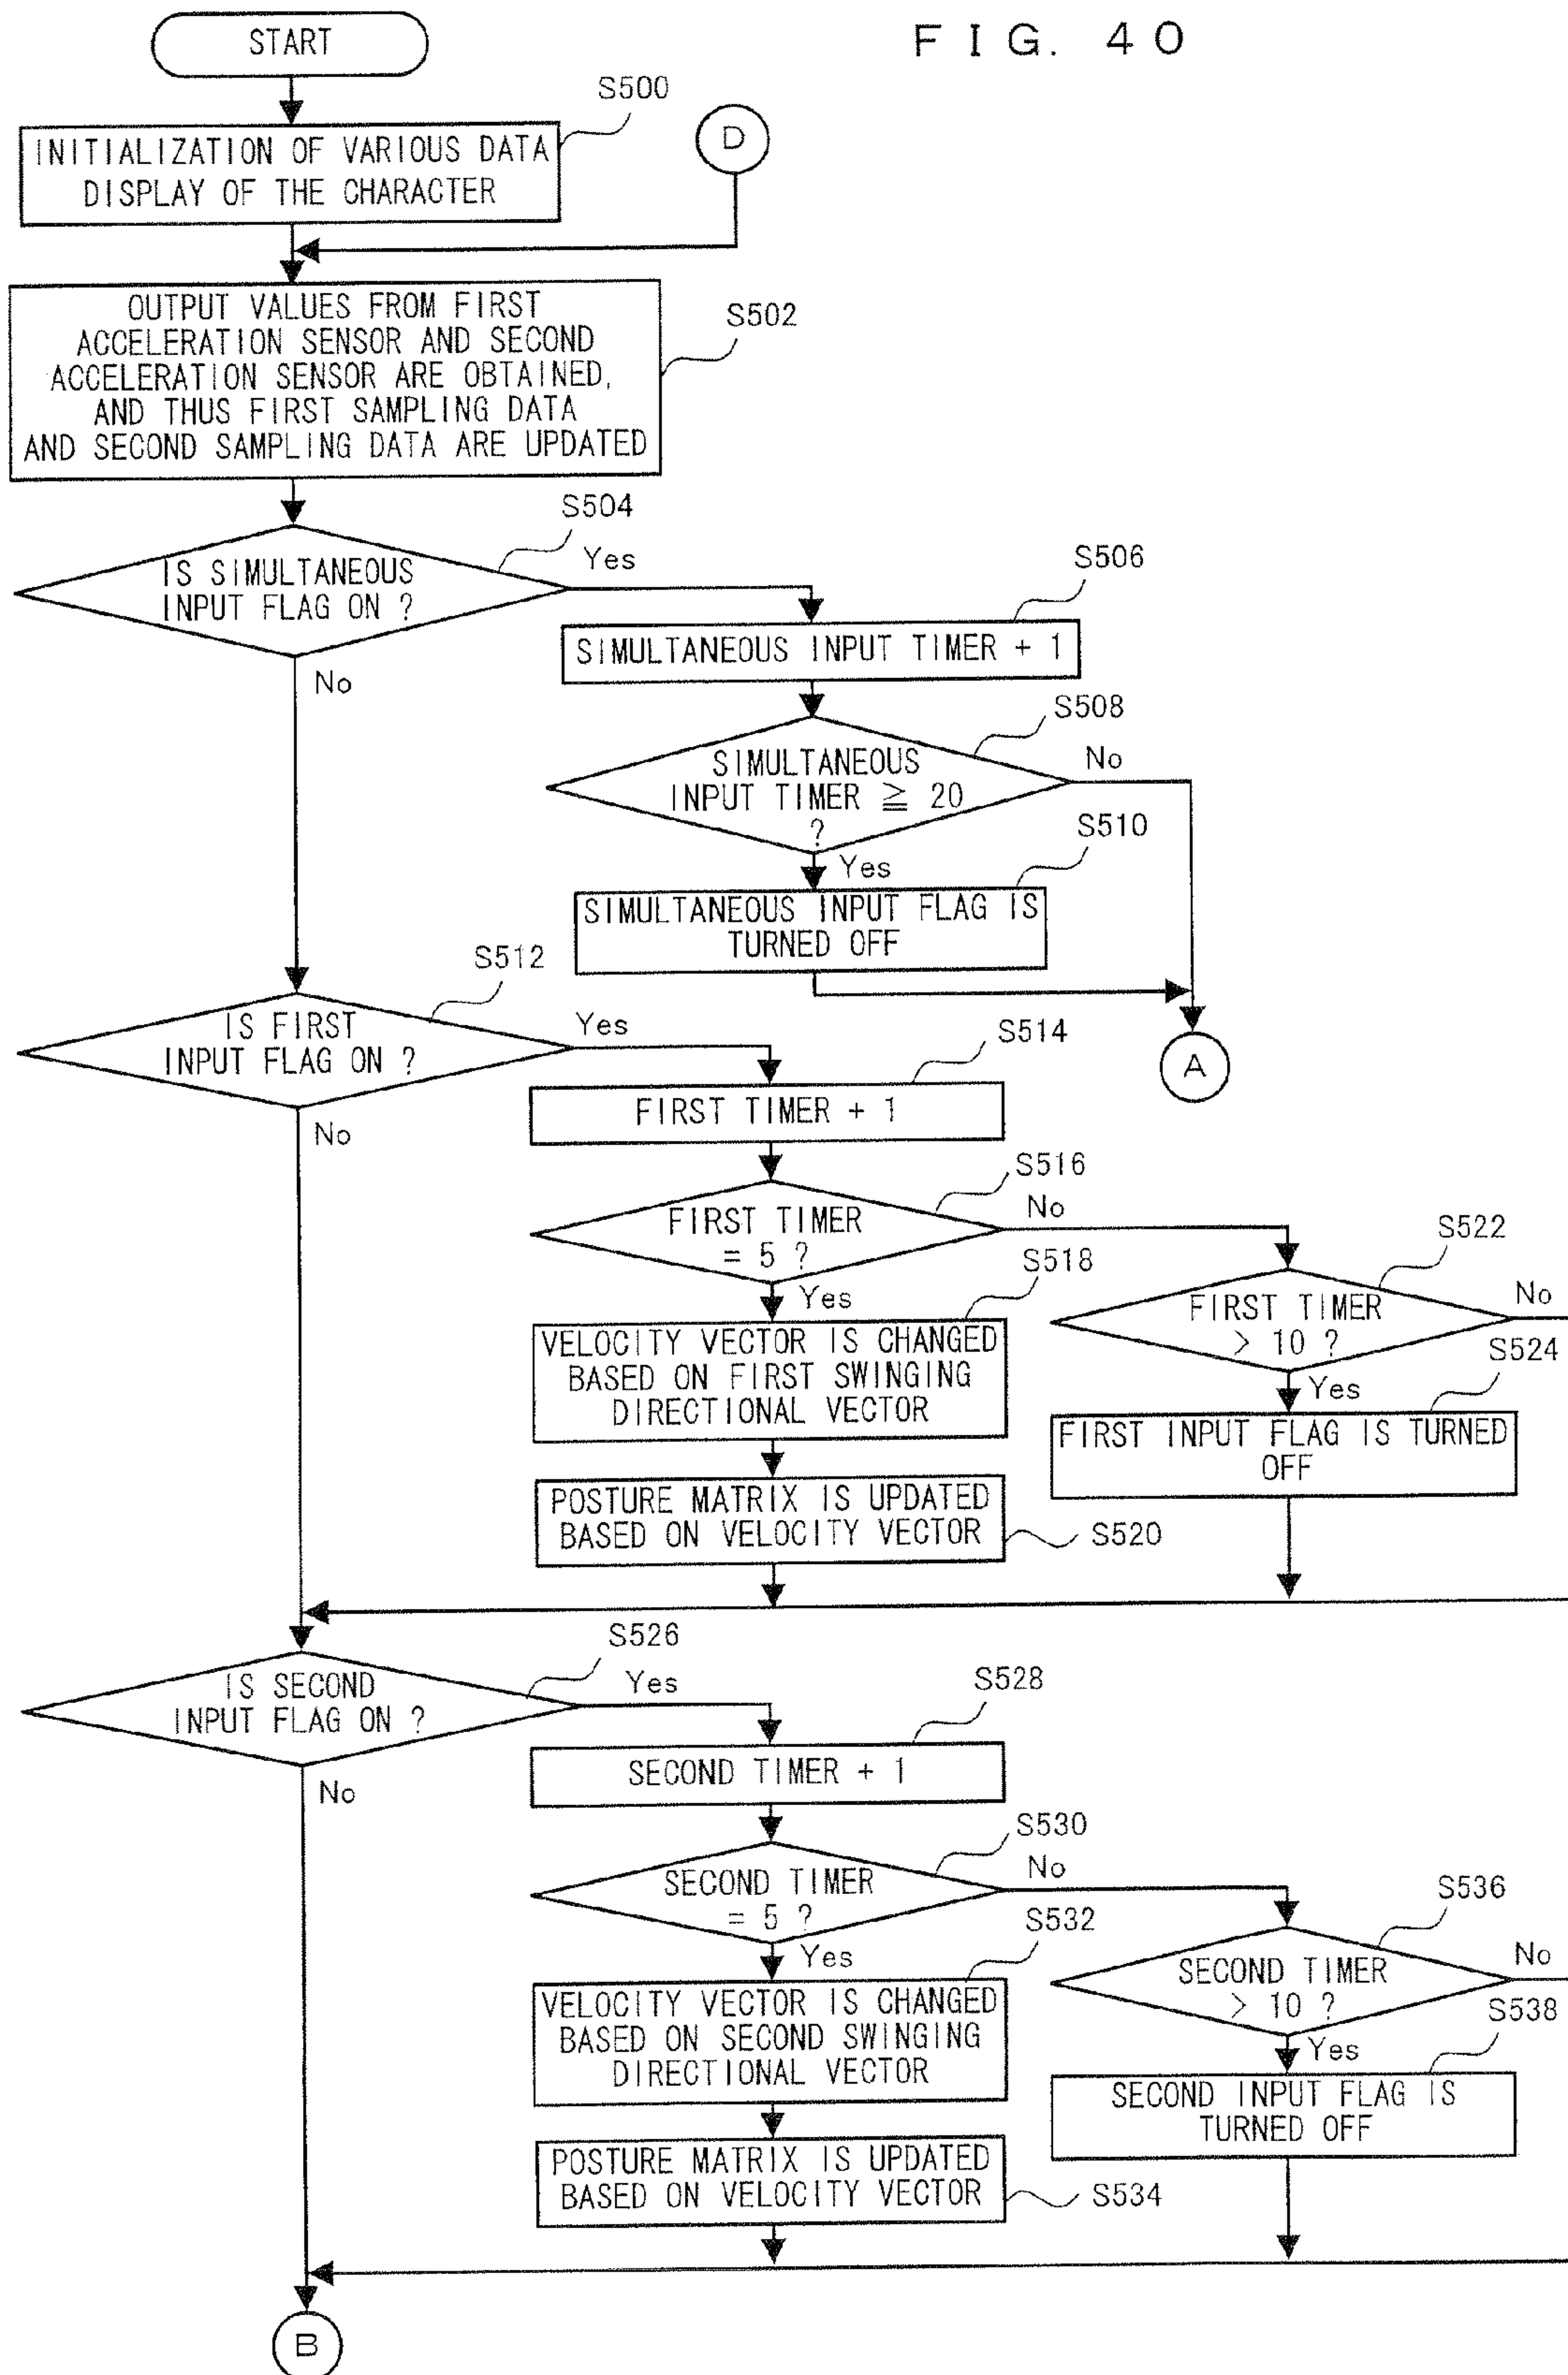 FIG. 40
START
S500
INITIALIZATION OF VARIOUS DATA
DISPLAY OF THE CHARACTER
D
S502
OUTPUT VALUES FROM FIRST
ACCELERATION SENSOR AND SECOND
ACCELERATION SENSOR ARE OBTAINED,
AND THUS FIRST SAMPLING DATA
AND SECOND SAMPLING DATA ARE UPDATED
S504
IS SIMULTANEOUS
INPUT FLAG ON ?
Yes
No
S506
SIMULTANEOUS INPUT TIMER + 1
S508
SIMULTANEOUS
INPUT TIMER ≧ 20
?
No
Yes
S510
SIMULTANEOUS INPUT FLAG IS
TURNED OFF
A
S512
IS FIRST
INPUT FLAG ON ?
Yes
No
S514
FIRST TIMER + 1
S516
FIRST TIMER
= 5 ?
No
Yes
S518
VELOCITY VECTOR IS CHANGED
BASED ON FIRST SWINGING
DIRECTIONAL VECTOR
POSTURE MATRIX IS UPDATED
BASED ON VELOCITY VECTOR
S520
S522
FIRST TIMER
> 10 ?
No
Yes
S524
FIRST INPUT FLAG IS TURNED
OFF
S526
IS SECOND
INPUT FLAG ON ?
Yes
No
S528
SECOND TIMER + 1
S530
SECOND TIMER
= 5 ?
No
Yes
S532
VELOCITY VECTOR IS CHANGED
BASED ON SECOND SWINGING
DIRECTIONAL VECTOR
POSTURE MATRIX IS UPDATED
BASED ON VELOCITY VECTOR
S534
S536
SECOND TIMER
> 10 ?
No
Yes
S538
SECOND INPUT FLAG IS
TURNED OFF
B